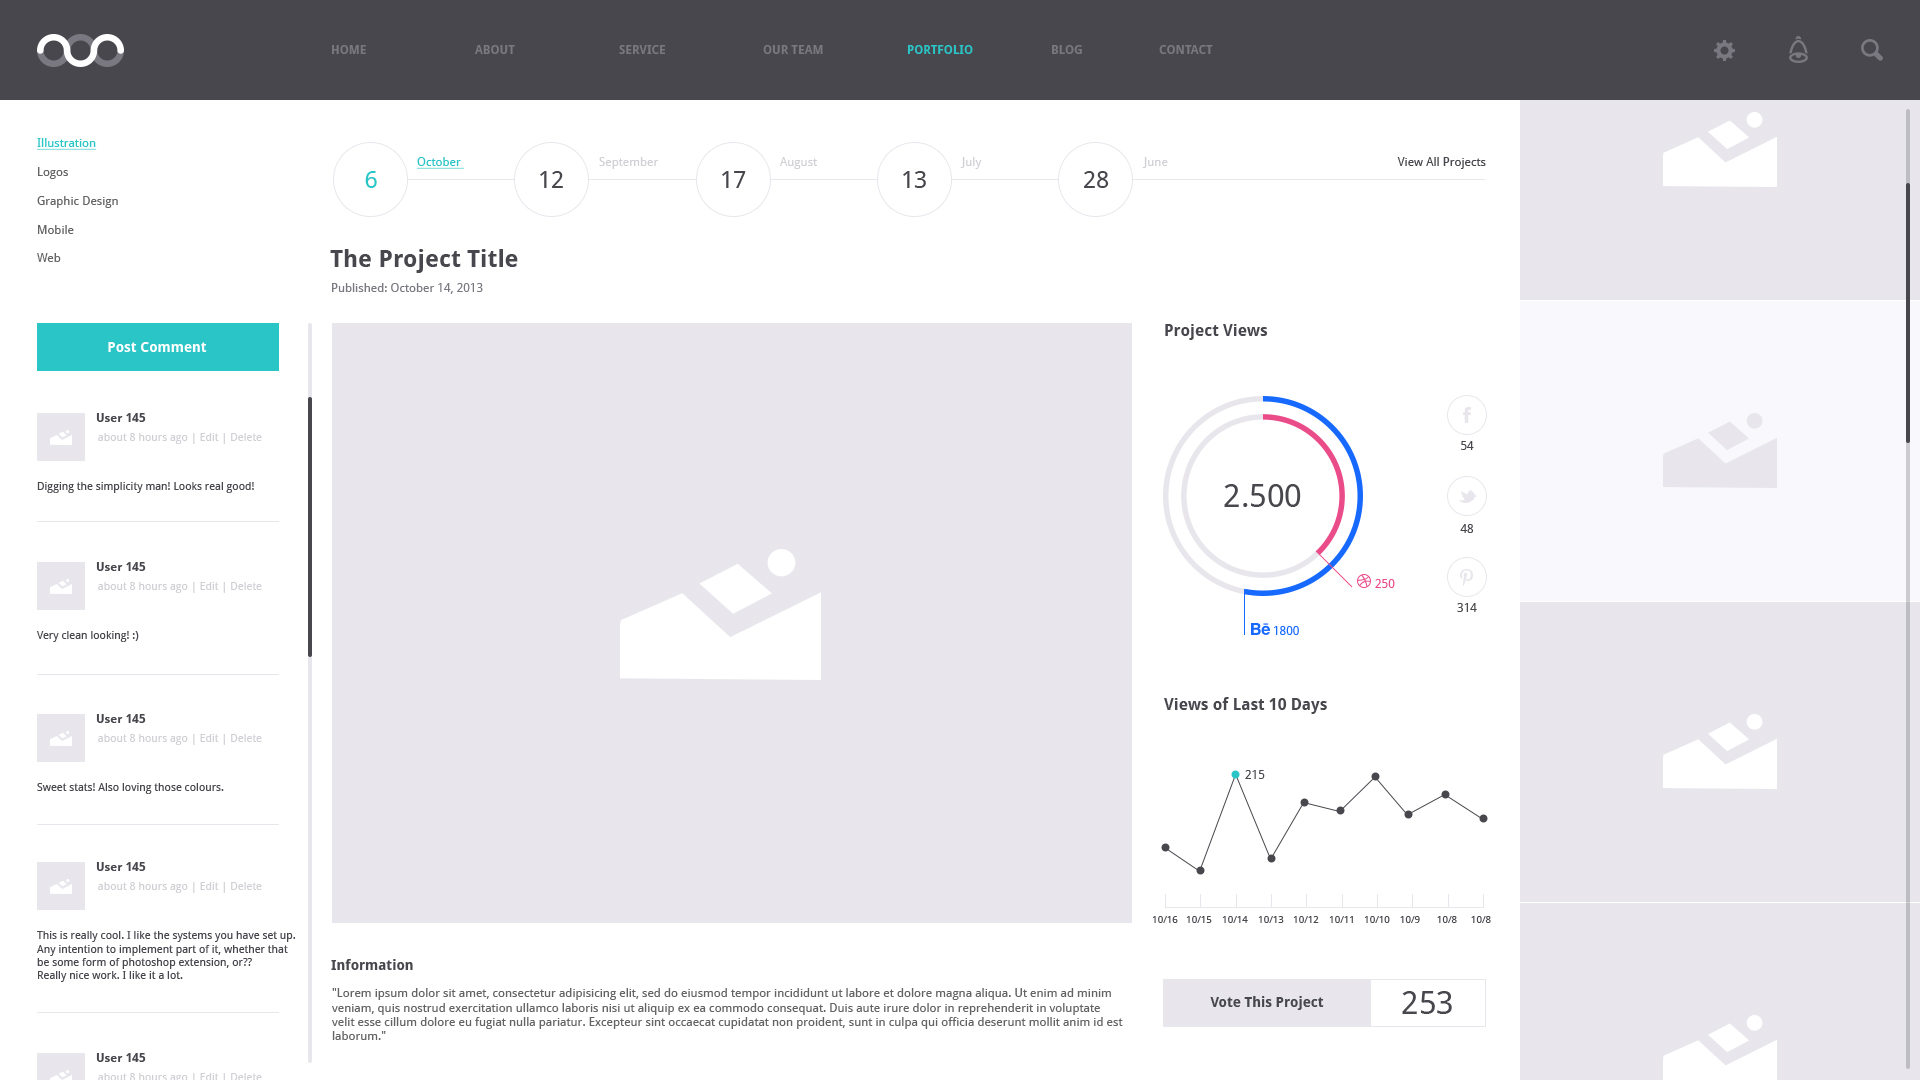 HOME
ABOUT
SERVICE
OUR TEAM
PORTFOLIO
BLOG
CONTACT
Illustration
Logos
Graphic Design
Mobile
Web
6
October
12
September
17
August
13
July
28
June
View All Projects
The Project Title
Published: October 14, 2013
Post Comment
User 145
about 8 hours ago | Edit | Delete
Digging the simplicity man! Looks real good!
User 145
about 8 hours ago | Edit | Delete
Very clean looking! :)
User 145
about 8 hours ago | Edit | Delete
Sweet stats! Also loving those colours.
User 145
about 8 hours ago | Edit | Delete
This is really cool. I like the systems you have set up.
Any intention to implement part of it, whether that
be some form of photoshop extension, or??
Really nice work. I like it a lot.
User 145
about 8 hours ago | Edit | Delete
Information
"Lorem ipsum dolor sit amet, consectetur adipisicing elit, sed do eiusmod tempor incididunt ut labore et dolore magna aliqua. Ut enim ad minim
veniam, quis nostrud exercitation ullamco laboris nisi ut aliquip ex ea commodo consequat. Duis aute irure dolor in reprehenderit in voluptate
velit esse cillum dolore eu fugiat nulla pariatur. Excepteur sint occaecat cupidatat non proident, sunt in culpa qui officia deserunt mollit anim id est
laborum."
Project Views
2.500
250
Bē 1800
54
48
314
Views of Last 10 Days
215
10/16 10/15 10/14 10/13 10/12 10/11 10/10 10/9 10/8 10/8
Vote This Project
253